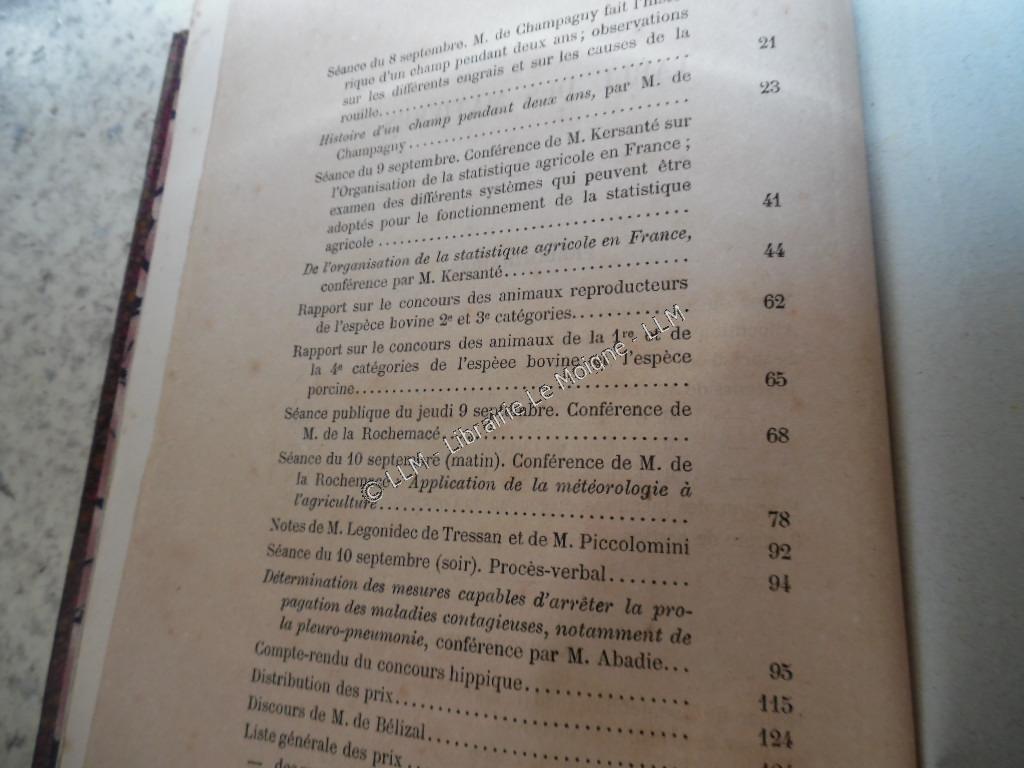 Séance du 8 septembre. M. de Champagny fait l'histo-
rique d'un champ pendant deux ans; observations
sur les différents engrais et sur les causes de la
rouille........ 21
Histoire d'un champ pendant deux ans, par M. de
Champagny........ 23
Séance du 9 septembre. Conférence de M. Kersanté sur
l'Organisation de la statistique agricole en France;
examen des différents systèmes qui peuvent être
adoptés pour le fonctionnement de la statistique
agricole........ 41
De l'organisation de la statistique agricole en France,
conférence par M. Kersanté........ 44
Rapport sur le concours des animaux reproducteurs
de l'espèce bovine 2e et 3e catégories........ 62
Rapport sur le concours des animaux de la 1re et de
la 4e catégories de l'espèee bovine et l'espèce
porcine........ 65
Séance publique du jeudi 9 septembre. Conférence de
M. de la Rochemacé........ 68
Séance du 10 septembre (matin). Conférence de M. de
la Rochemacé. Application de la météorologie à
l'agriculture........ 78
Notes de M. Legonidec de Tressan et de M. Piccolomini 92
Séance du 10 septembre (soir). Procès-verbal........ 94
Détermination des mesures capables d'arrêter la pro-
pagation des maladies contagieuses, notamment de
la pleuro-pneumonie, conférence par M. Abadie... 95
Compte-rendu du concours hippique........ 115
Distribution des prix........ 124
Discours de M. de Bélizal........
Liste générale des prix
© LLM - Librairie Le Moigne - LLM